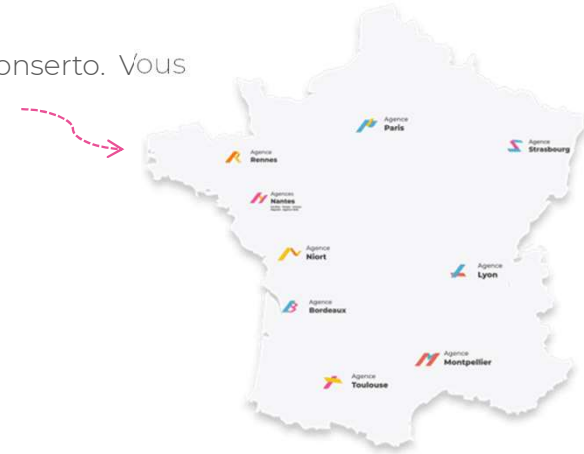 onserto. Vous
Agence
Paris
Agence
Strasbourg
Agence
Rennes
Agences
Nantes
Agence
Niort
Agence
Lyon
Agence
Bordeaux
Agence
Montpellier
Agence
Toulouse